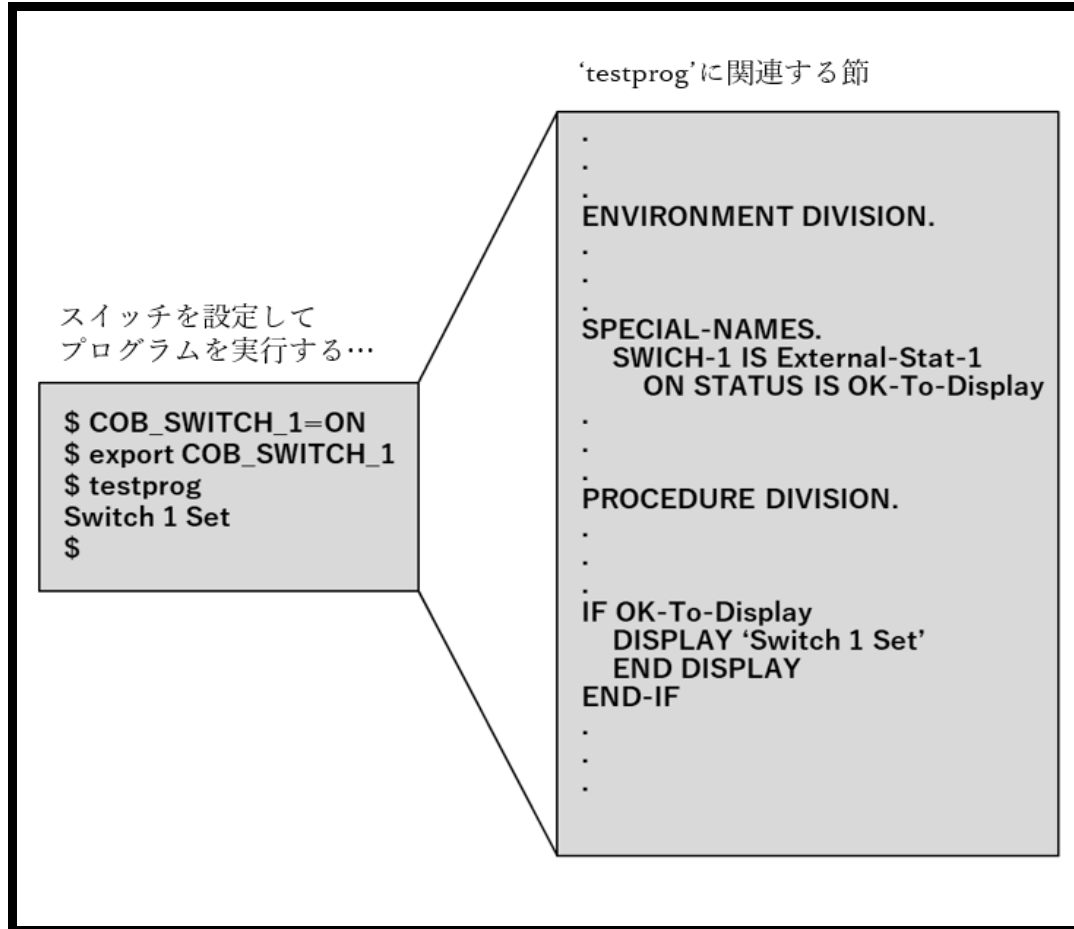 ‘testprog’に関連する節
スイッチを設定して
プログラムを実行する…
$ COB_SWITCH_1=ON
$ export COB_SWITCH_1
$ testprog
Switch 1 Set
$
.
.
.
ENVIRONMENT DIVISION.
.
.
.
SPECIAL-NAMES.
SWICH-1 IS External-Stat-1
ON STATUS IS OK-To-Display
.
.
.
PROCEDURE DIVISION.
.
.
.
IF OK-To-Display
DISPLAY ‘Switch 1 Set’
END DISPLAY
END-IF
.
.
.